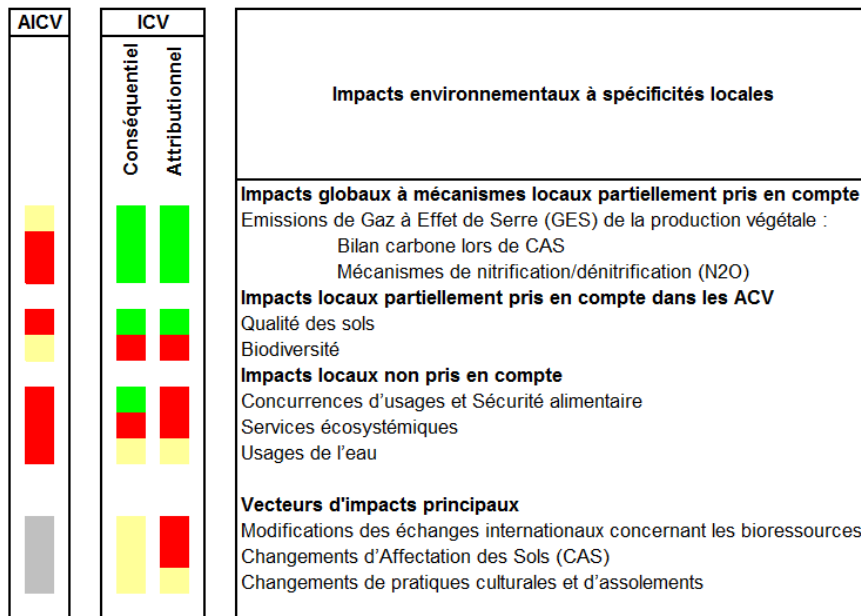 AICV
ICV
Conséquentiel
Attributionnel
Impacts environnementaux à spécificités locales
Impacts globaux à mécanismes locaux partiellement pris en compte
Emissions de Gaz à Effet de Serre (GES) de la production végétale :
Bilan carbone lors de CAS
Mécanismes de nitrification/dénitrification (N2O)
Impacts locaux partiellement pris en compte dans les ACV
Qualité des sols
Biodiversité
Impacts locaux non pris en compte
Concurrences d’usages et Sécurité alimentaire
Services écosystémiques
Usages de l’eau
Vecteurs d'impacts principaux
Modifications des échanges internationaux concernant les bioressources
Changements d’Affectation des Sols (CAS)
Changements de pratiques culturales et d’assolements